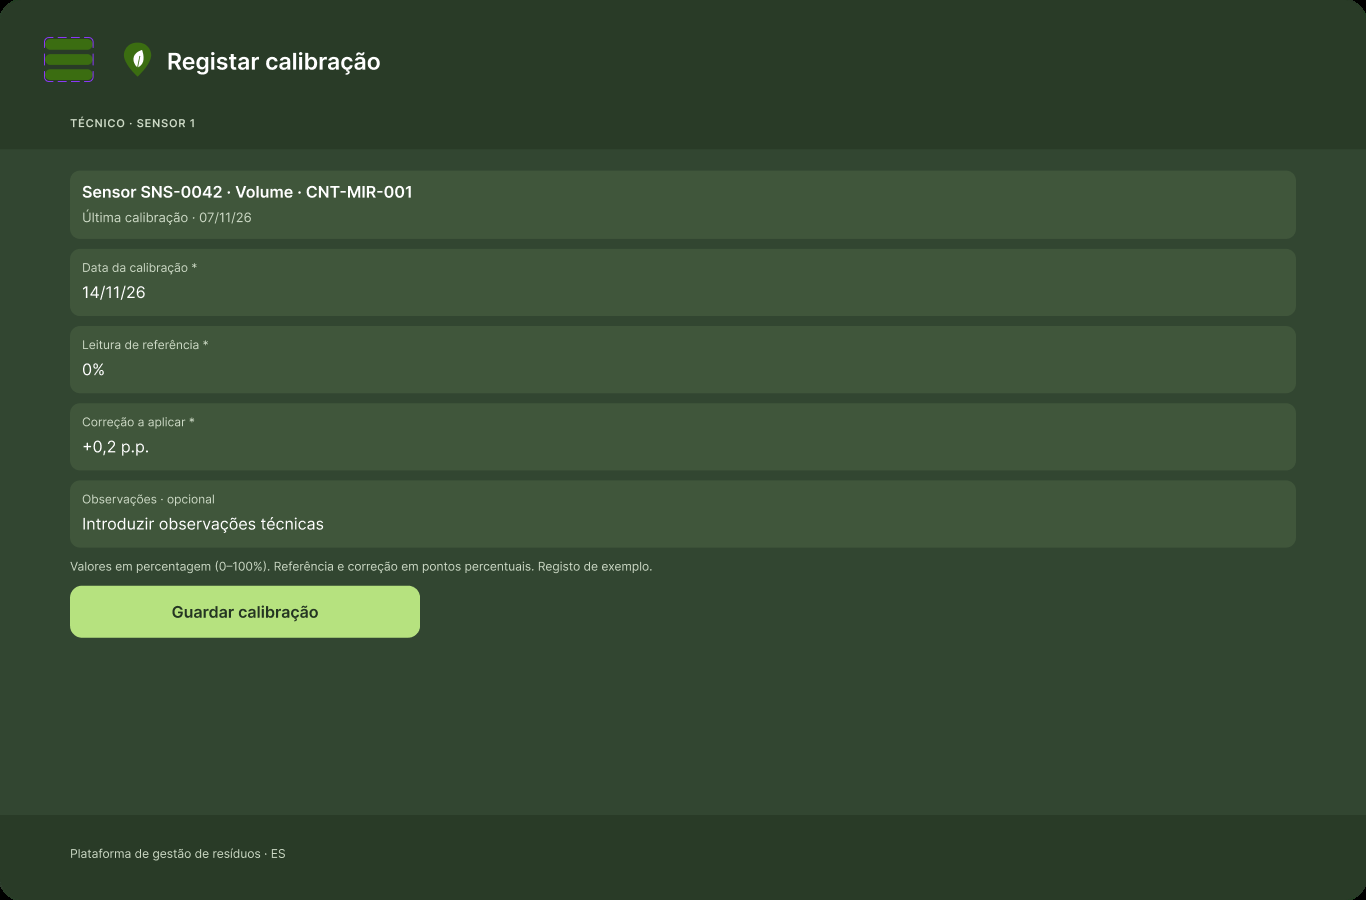 Registar calibração
TÉCNICO · SENSOR 1
Sensor SNS-0042 · Volume · CNT-MIR-001
Última calibração · 07/11/26
Data da calibração *
14/11/26
Leitura de referência *
0%
Correção a aplicar *
+0,2 p.p.
Observações · opcional
Introduzir observações técnicas
Valores em percentagem (0–100%). Referência e correção em pontos percentuais. Registo de exemplo.
Guardar calibração
Plataforma de gestão de resíduos · ES